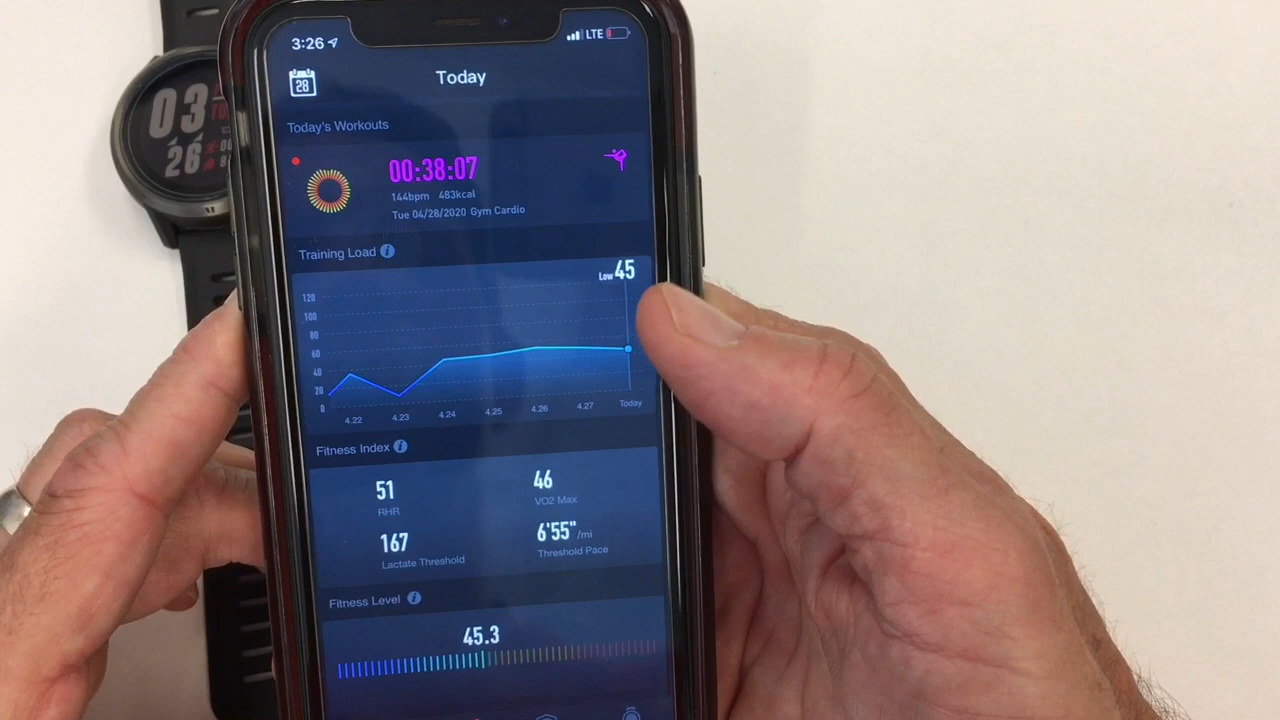 3:26
LTE
28
Today
Today's Workouts
00:38:07
144bpm 483kcal
Tue 04/28/2020 Gym Cardio
Training Load
Low 45
120
100
80
60
40
20
0
4.22 4.23 4.24 4.25 4.26 4.27 Today
Fitness Index
51
RHR
46
VO2 Max
167
Lactate Threshold
6'55"/mi
Threshold Pace
Fitness Level
45.3
03
26